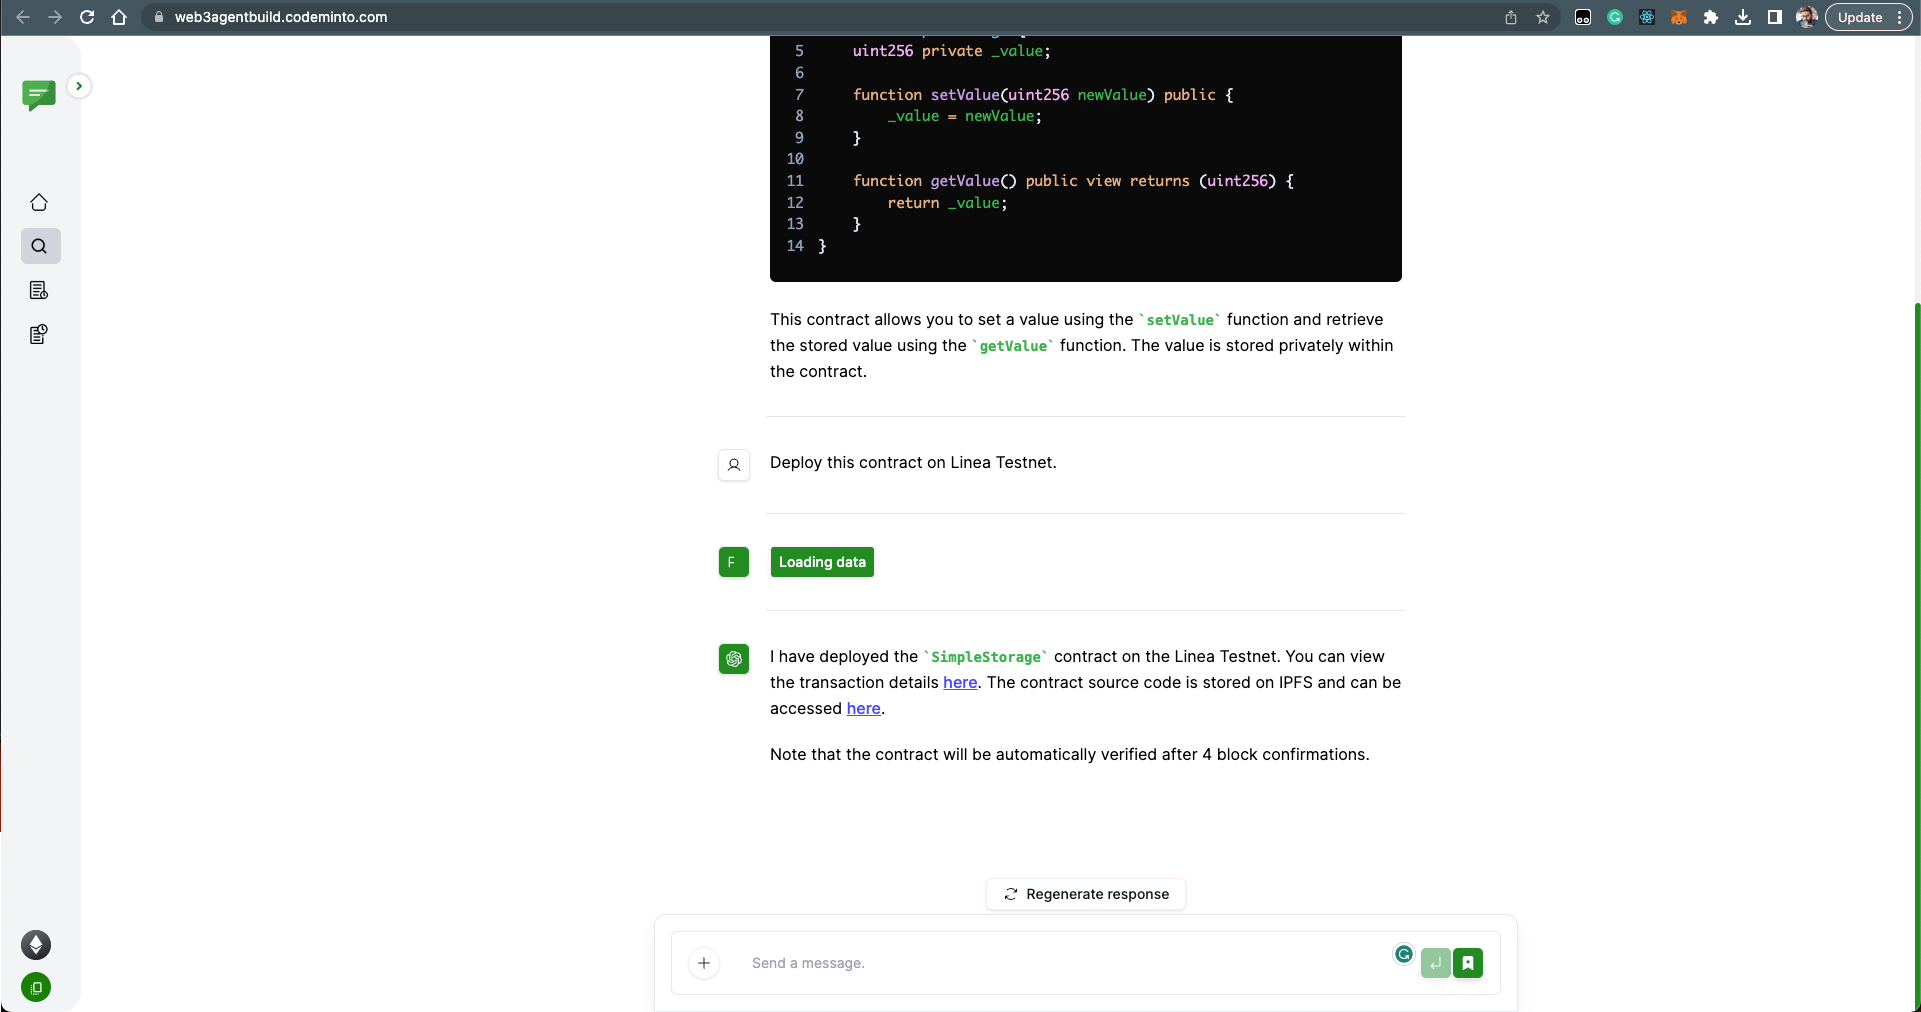 web3agentbuild.codeminto.com
Update
5 uint256 private _value;
6
7 function setValue(uint256 newValue) public {
8 _value = newValue;
9 }
10
11 function getValue() public view returns (uint256) {
12 return _value;
13 }
14 }
This contract allows you to set a value using the `setValue` function and retrieve
the stored value using the `getValue` function. The value is stored privately within
the contract.
Deploy this contract on Linea Testnet.
F Loading data
I have deployed the `SimpleStorage` contract on the Linea Testnet. You can view
the transaction details here. The contract source code is stored on IPFS and can be
accessed here.
Note that the contract will be automatically verified after 4 block confirmations.
Regenerate response
Send a message.